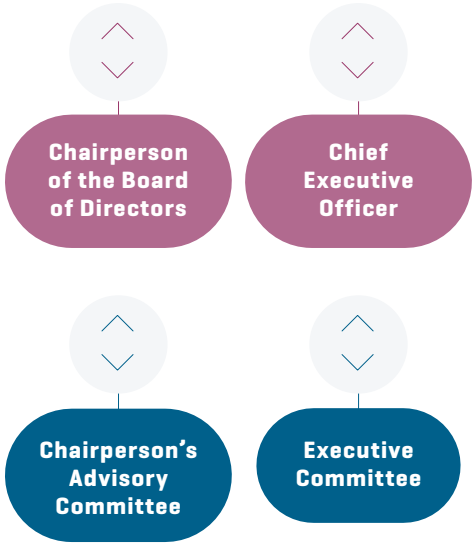 Chairperson
of the Board
of Directors
Chief
Executive
Officer
Chairperson’s
Advisory
Committee
Executive
Committee